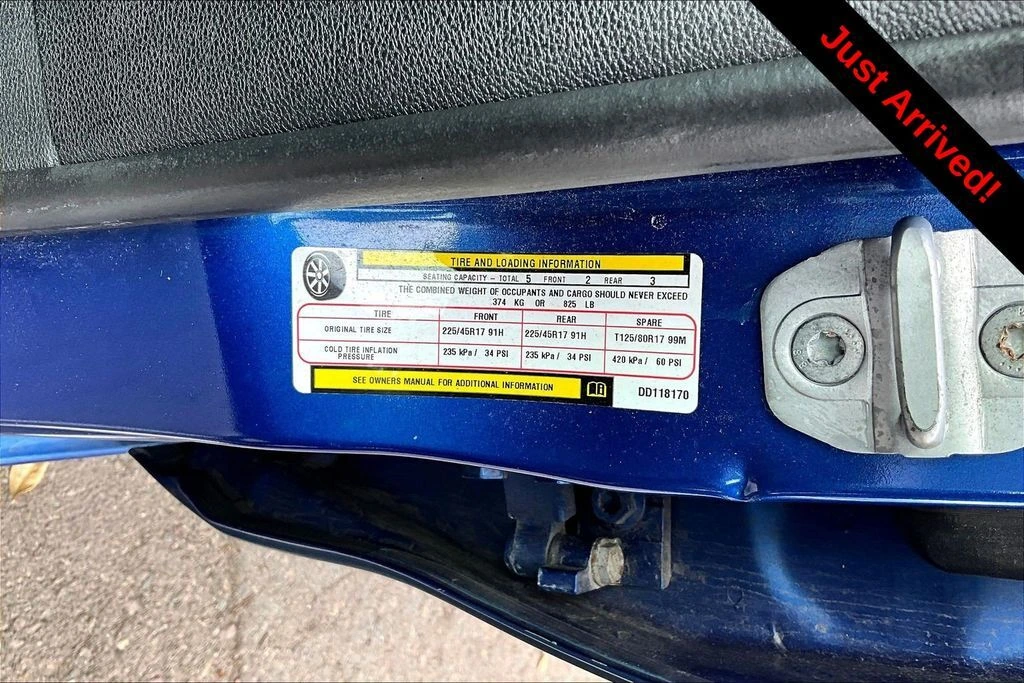 Just Arrived!
TIRE AND LOADING INFORMATION
SEATING CAPACITY - TOTAL 5 FRONT 2 REAR 3
THE COMBINED WEIGHT OF OCCUPANTS AND CARGO SHOULD NEVER EXCEED
374 KG OR 825 LB
TIRE FRONT REAR SPARE
ORIGINAL TIRE SIZE 225/45R17 91H 225/45R17 91H T125/80R17 99M
COLD TIRE INFLATION
PRESSURE 235 kPa / 34 PSI 235 kPa / 34 PSI 420 kPa / 60 PSI
SEE OWNERS MANUAL FOR ADDITIONAL INFORMATION
DD118170